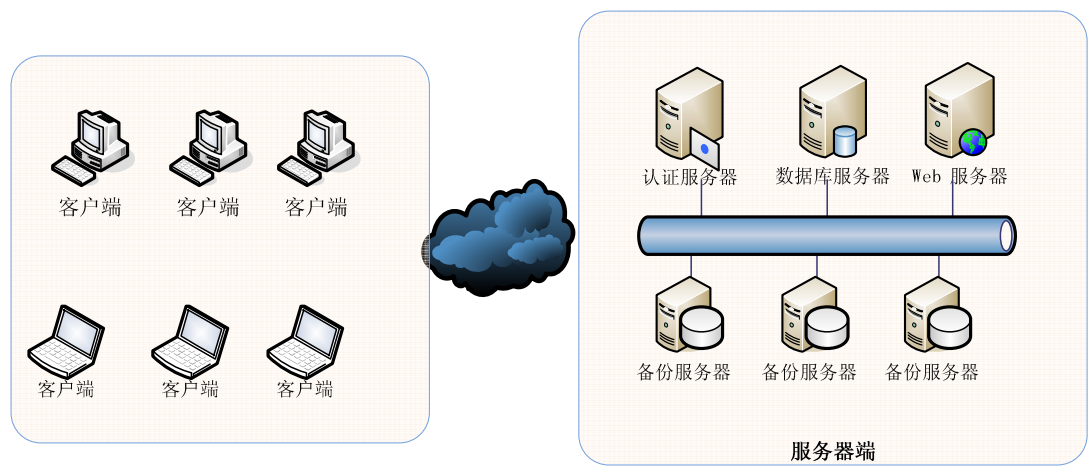 客户端 客户端 客户端
客户端 客户端 客户端
认证服务器 数据库服务器 Web 服务器
备份服务器 备份服务器 备份服务器
服务器端